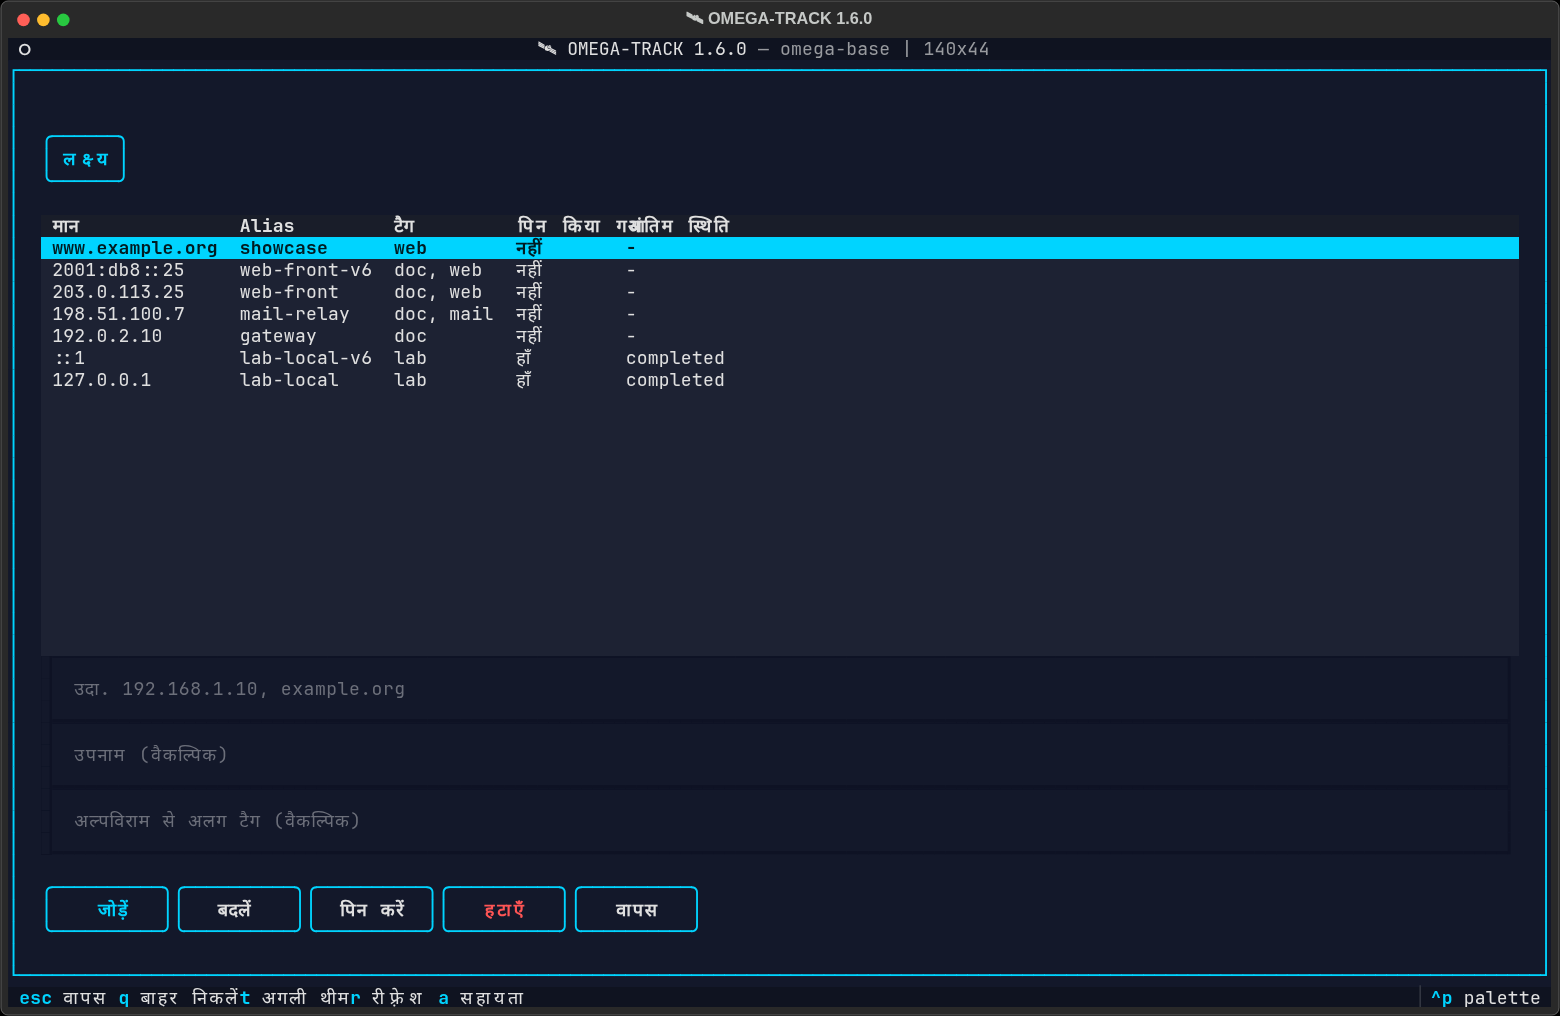 OMEGA-TRACK 1.6.0
OMEGA-TRACK 1.6.0 — omega-base | 140x44
लक्ष्य
मान Alias टैग पिन किया गया अंतिम स्थिति
www.example.org showcase web नहीं -
2001:db8::25 web-front-v6 doc, web नहीं -
203.0.113.25 web-front doc, web नहीं -
198.51.100.7 mail-relay doc, mail नहीं -
192.0.2.10 gateway doc नहीं -
::1 lab-local-v6 lab हाँ completed
127.0.0.1 lab-local lab हाँ completed
उदा. 192.168.1.10, example.org
उपनाम (वैकल्पिक)
अल्पविराम से अलग टैग (वैकल्पिक)
जोड़ें बदलें पिन करें हटाएँ वापस
esc वापस q बाहर निकलें t अगली थीम r रीफ़्रेश a सहायता ^p palette